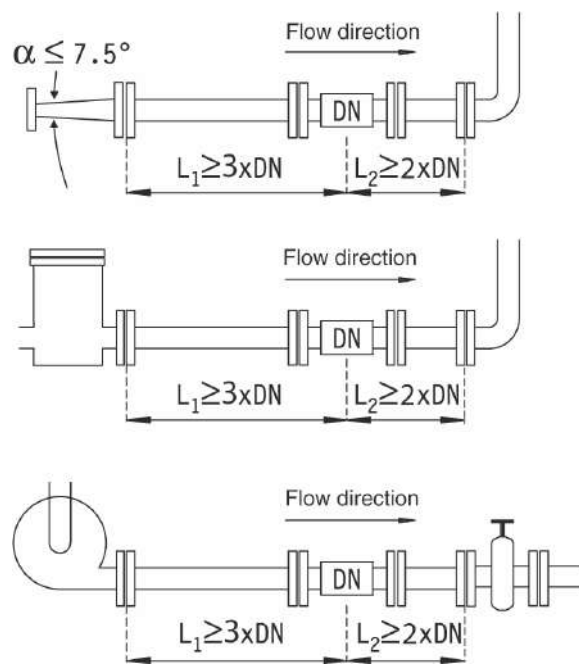 Flow direction
α ≤ 7.5°
DN
L₁≥3xDN L₂≥2xDN
Flow direction
DN
L₁≥3xDN L₂≥2xDN
Flow direction
DN
L₁≥3xDN L₂≥2xDN